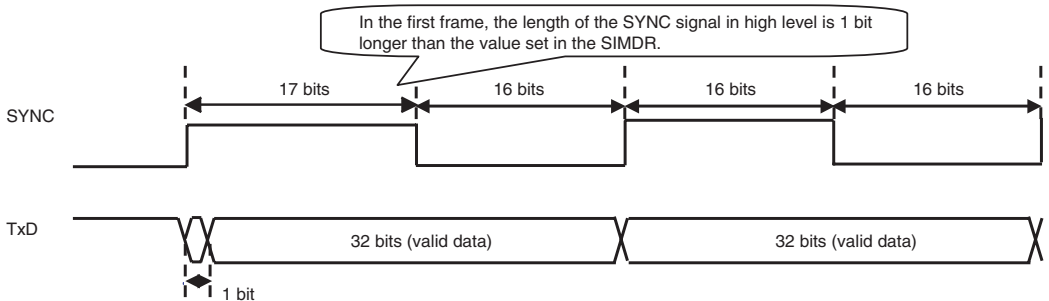 In the first frame, the length of the SYNC signal in high level is 1 bit
longer than the value set in the SIMDR.
17 bits
16 bits
16 bits
16 bits
SYNC
TxD
32 bits (valid data)
32 bits (valid data)
1 bit